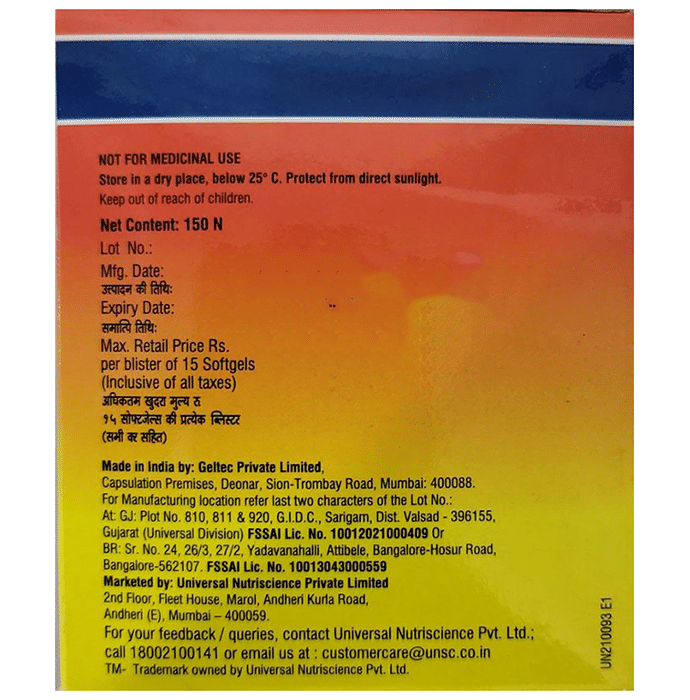 NOT FOR MEDICINAL USE
Store in a dry place, below 25° C. Protect from direct sunlight.
Keep out of reach of children.
Net Content: 150 N
Lot No.:
Mfg. Date:
उत्पादन की तिथि:
Expiry Date:
समाप्ति तिथि:
Max. Retail Price Rs.
per blister of 15 Softgels
(Inclusive of all taxes)
अधिकतम खुदरा मुल्य रु
१५ सोफ्टजेल्स की प्रत्येक ब्लिस्टर
(सभी कर सहित)
Made in India by: Geltec Private Limited,
Capsulation Premises, Deonar, Sion-Trombay Road, Mumbai: 400088.
For Manufacturing location refer last two characters of the Lot No.:
At: GJ: Plot No. 810, 811 & 920, G.I.D.C., Sarigam, Dist. Valsad - 396155,
Gujarat (Universal Division) FSSAI Lic. No. 10012021000409 Or
BR: Sr. No. 24, 26/3, 27/2, Yadavanahalli, Attibele, Bangalore-Hosur Road,
Bangalore-562107. FSSAI Lic. No. 10013043000559
Marketed by: Universal Nutriscience Private Limited
2nd Floor, Fleet House, Marol, Andheri Kurla Road,
Andheri (E), Mumbai – 400059.
For your feedback / queries, contact Universal Nutriscience Pvt. Ltd.;
call 18002100141 or email us at : customercare@unsc.co.in
TM- Trademark owned by Universal Nutriscience Pvt. Ltd.
UN210093 E1